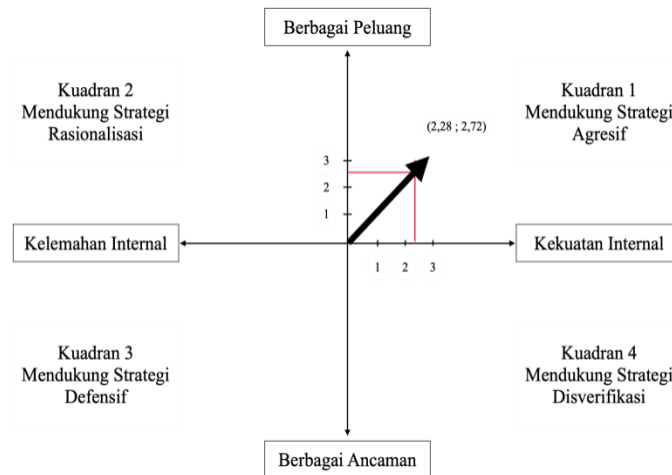 Berbagai Peluang
Kuadran 2
Mendukung Strategi
Rasionalisasi
Kuadran 1
Mendukung Strategi
Agresif
(2,28 ; 2,72)
3
2
1
Kelemahan Internal
Kekuatan Internal
1 2 3
Kuadran 3
Mendukung Strategi
Defensif
Kuadran 4
Mendukung Strategi
Disverifikasi
Berbagai Ancaman